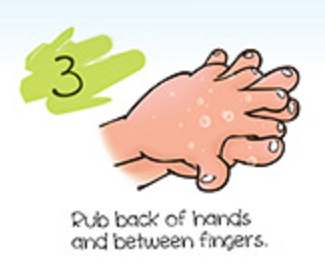 3
Rub back of hands
and between fingers.